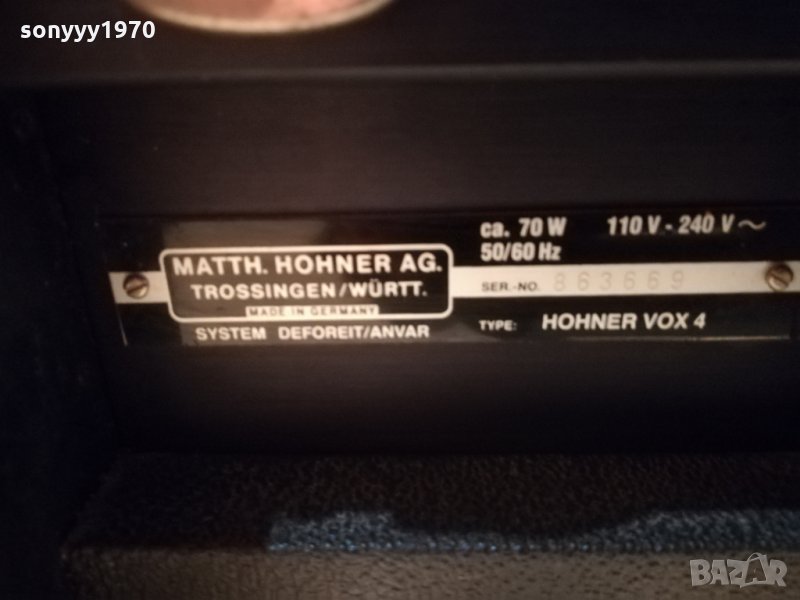 sonyyy1970
MATTH. HOHNER AG.
TROSSINGEN/WÜRTT.
MADE IN GERMANY
SYSTEM DEFOREIT/ANVAR
ca. 70 W 110 V - 240 V ~
50/60 Hz
SER.-NO. 863669
TYPE: HOHNER VOX 4
BAZAR